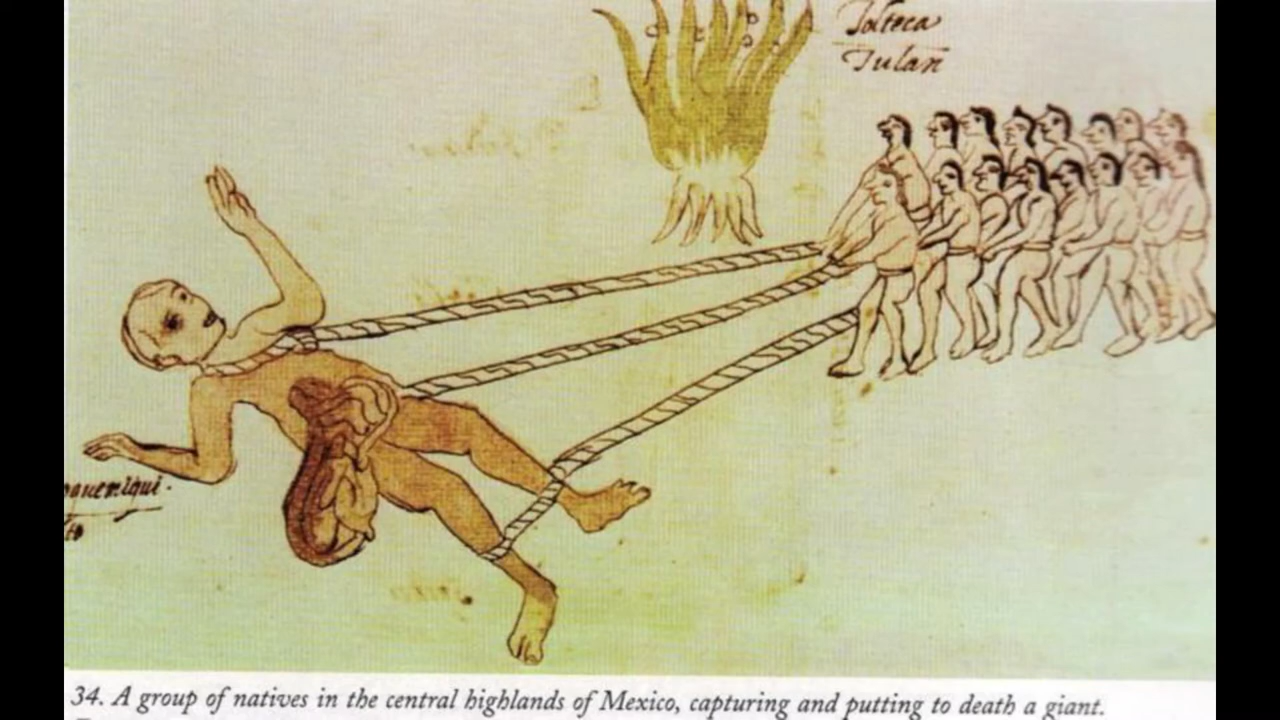 Tolteca
Tulan
34. A group of natives in the central highlands of Mexico, capturing and putting to death a giant.